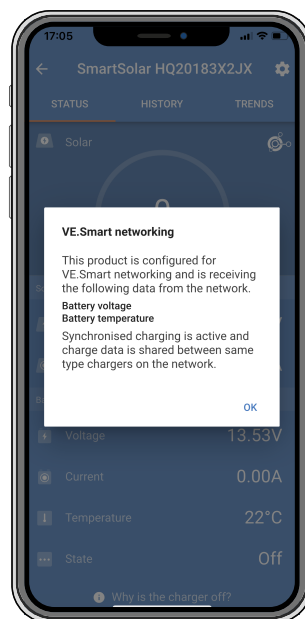 17:05
SmartSolar HQ20183X2JX
STATUS HISTORY TRENDS
Solar
VE.Smart networking
This product is configured for
VE.Smart networking and is receiving
the following data from the network.
Battery voltage
Battery temperature
Synchronised charging is active and
charge data is shared between same
type chargers on the network.
OK
Voltage 13.53V
Current 0.00A
Temperature 22°C
State Off
Why is the charger off?